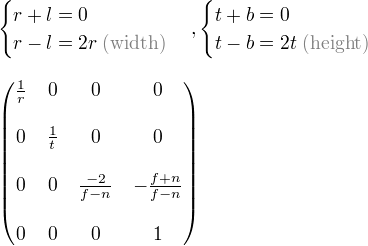 r + l = 0 , t + b = 0
r − l = 2r (width) t − b = 2t (height)
1/r 0 0 0
0 1/t 0 0
0 0 −2/f−n −f+n/f−n
0 0 0 1